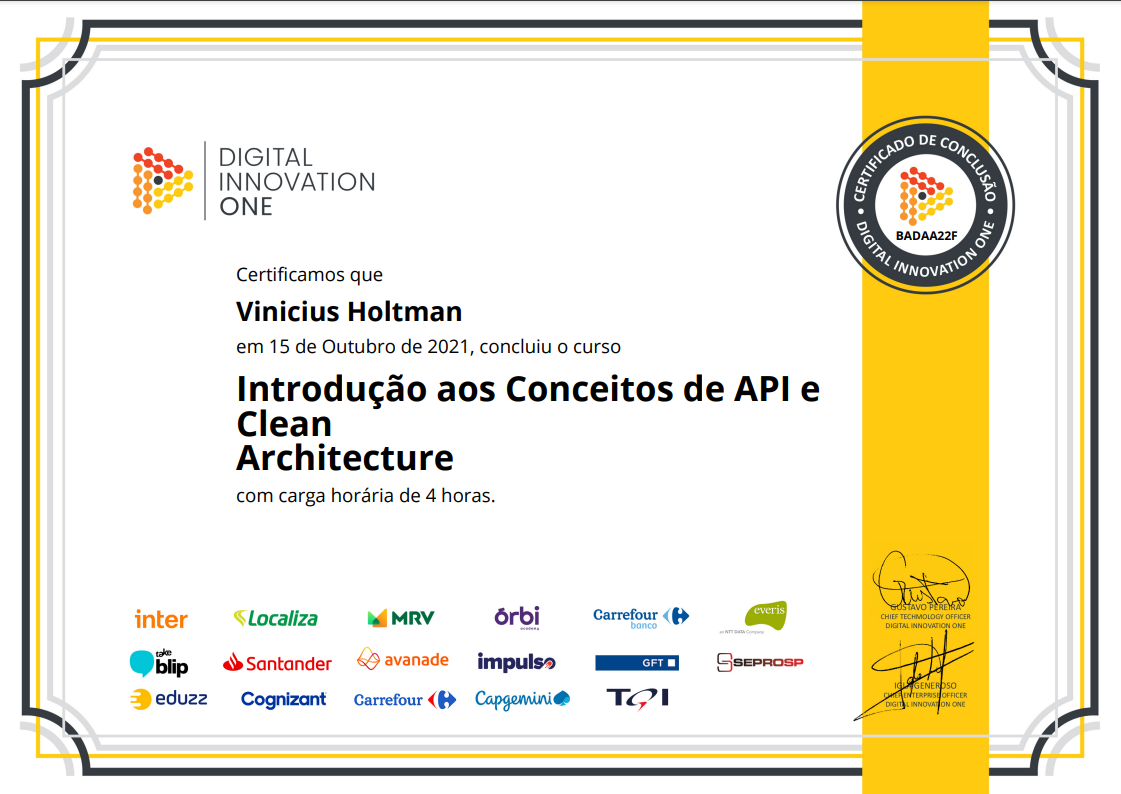 DIGITAL
INNOVATION
ONE
CERTIFICADO DE CONCLUSÃO
BADAA22F
DIGITAL INNOVATION ONE
Certificamos que
Vinicius Holtman
em 15 de Outubro de 2021, concluiu o curso
Introdução aos Conceitos de API e
Clean
Architecture
com carga horária de 4 horas.
inter
Localiza
MRV
órbi
academy
Carrefour
banco
everis
an NTT DATA Company
take
blip
Santander
avanade
impulso
GFT
SEPROSP
eduzz
Cognizant
Carrefour
Capgemini
TQI
GUSTAVO PEREIRA
CHIEF TECHNOLOGY OFFICER
DIGITAL INNOVATION ONE
GENEROSO
CHIEF ENTERPRISE OFFICER
DIGITAL INNOVATION ONE